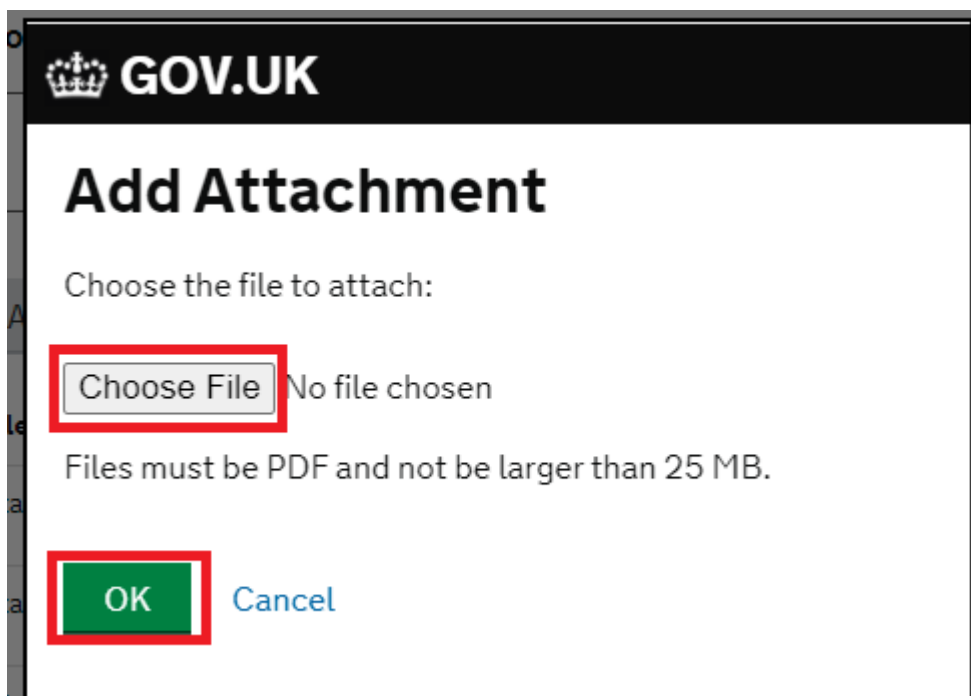 GOV.UK
Add Attachment
Choose the file to attach:
Choose File No file chosen
Files must be PDF and not be larger than 25 MB.
OK Cancel